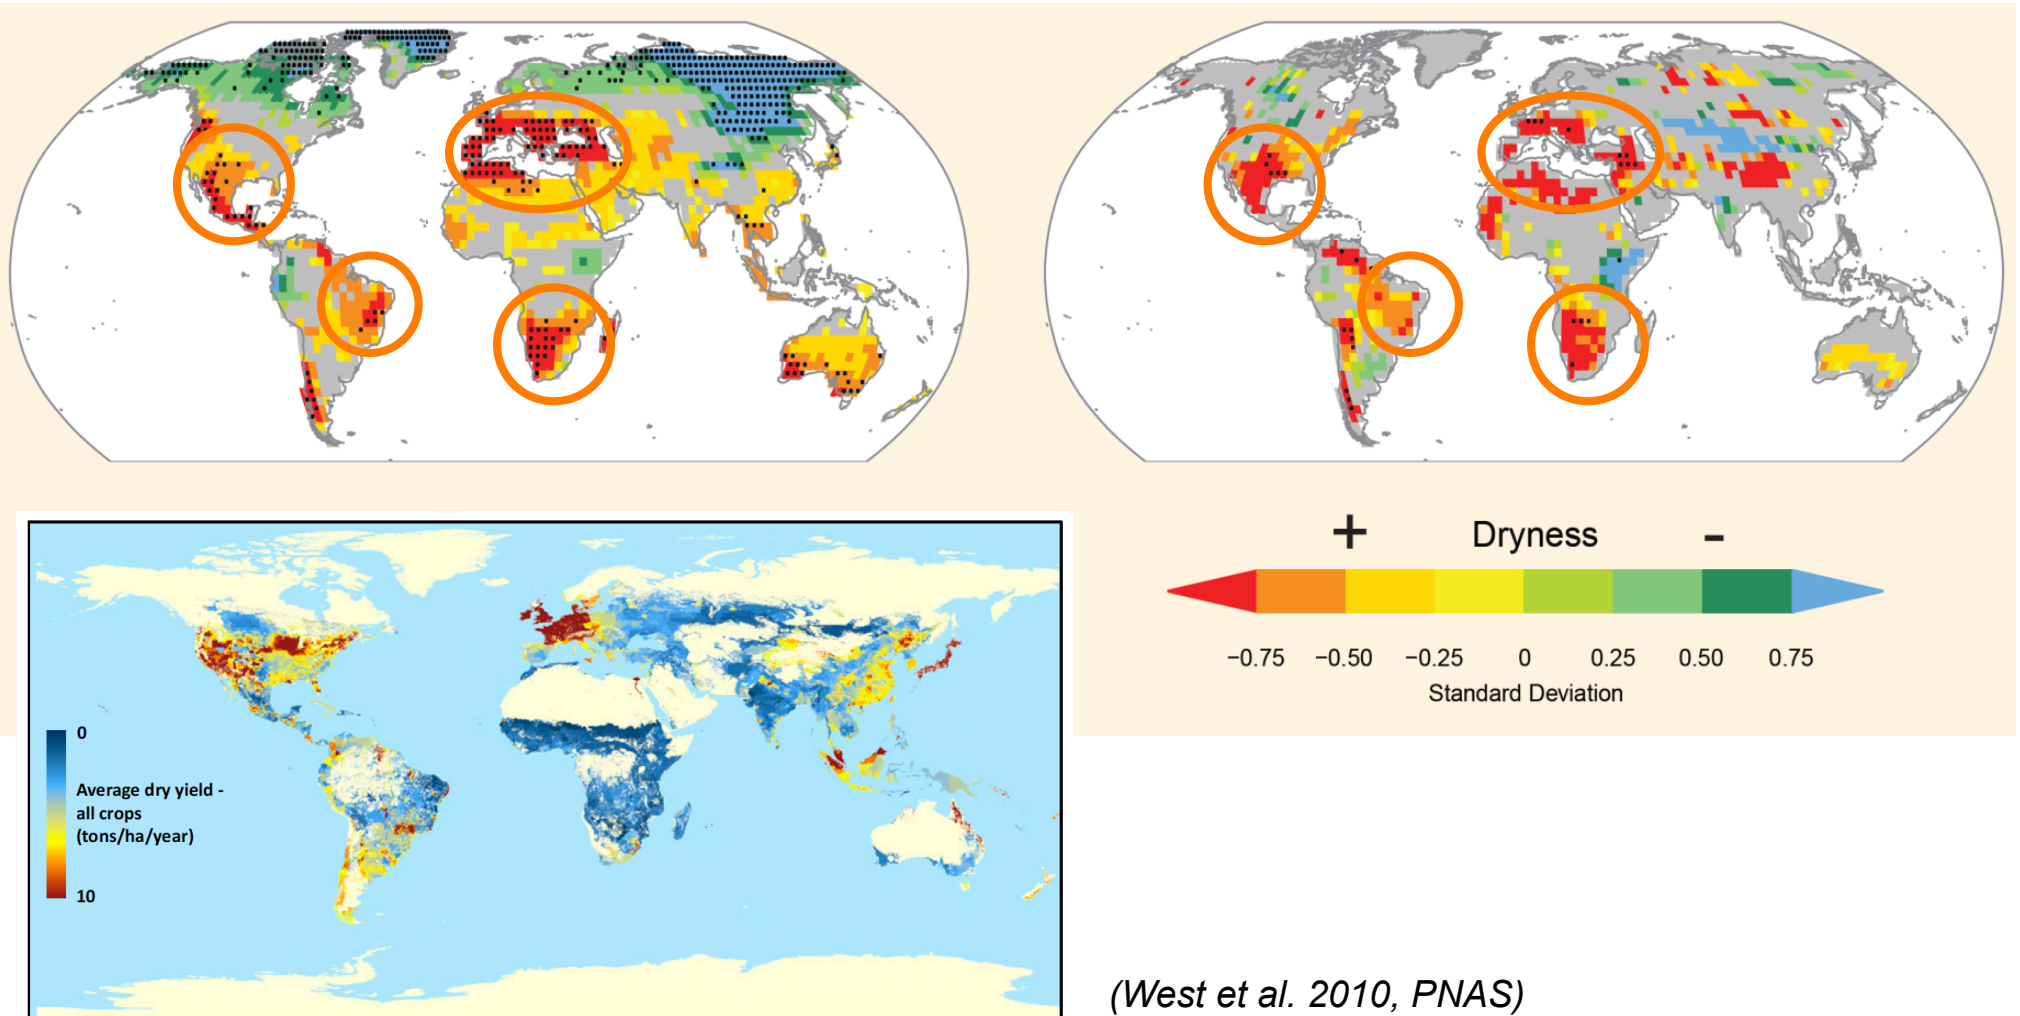 + Dryness -
−0.75 −0.50 −0.25 0 0.25 0.50 0.75
Standard Deviation
0
Average dry yield -
all crops
(tons/ha/year)
10
(West et al. 2010, PNAS)